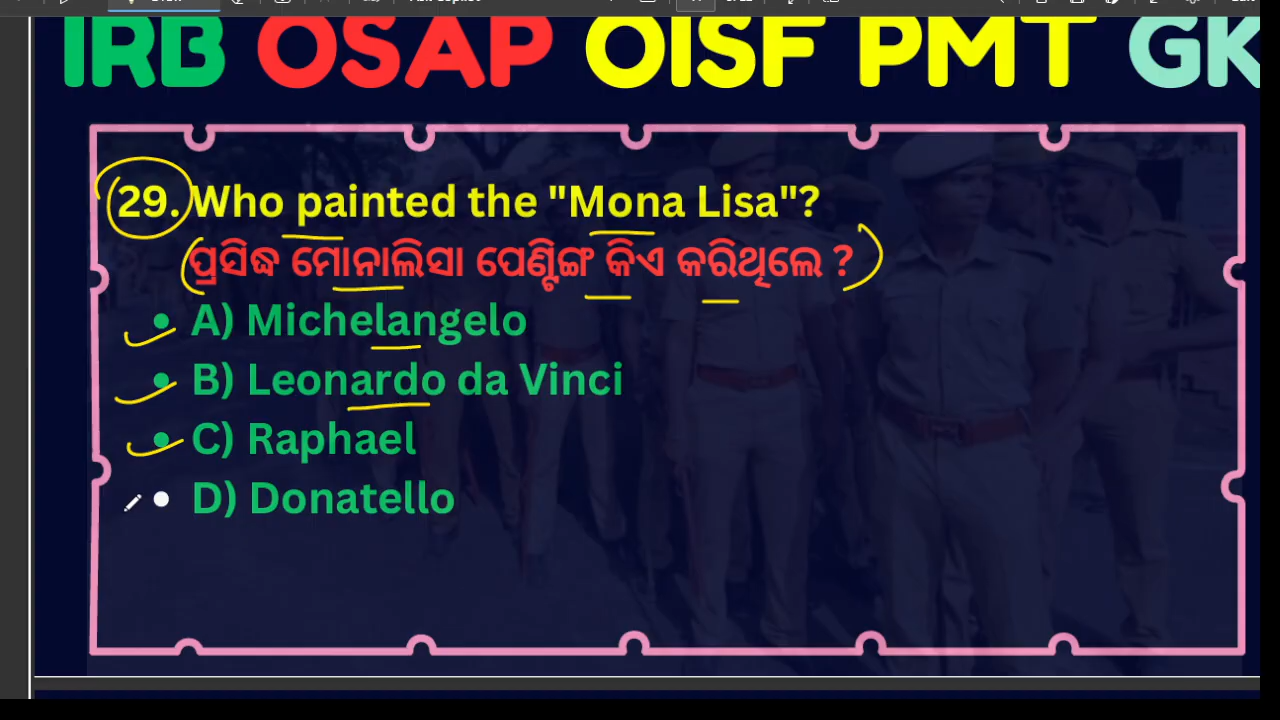 IRB OSAP OISF PMT GK
29. Who painted the "Mona Lisa"?
ପ୍ରସିଦ୍ଧ ମୋନାଲିସା ପେଣ୍ଟିଙ୍ଗ କିଏ କରିଥିଲେ ?
A) Michelangelo
B) Leonardo da Vinci
C) Raphael
D) Donatello